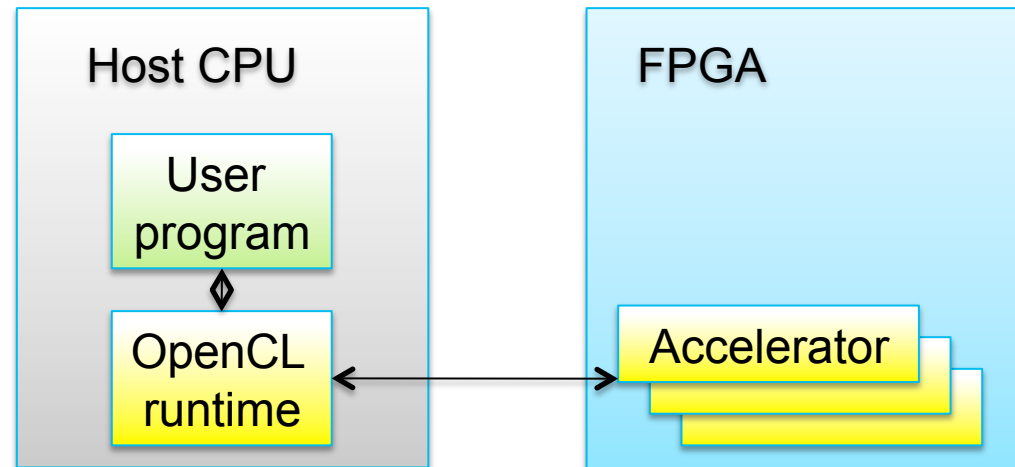 Host CPU
FPGA
User
program
OpenCL
runtime
Accelerator